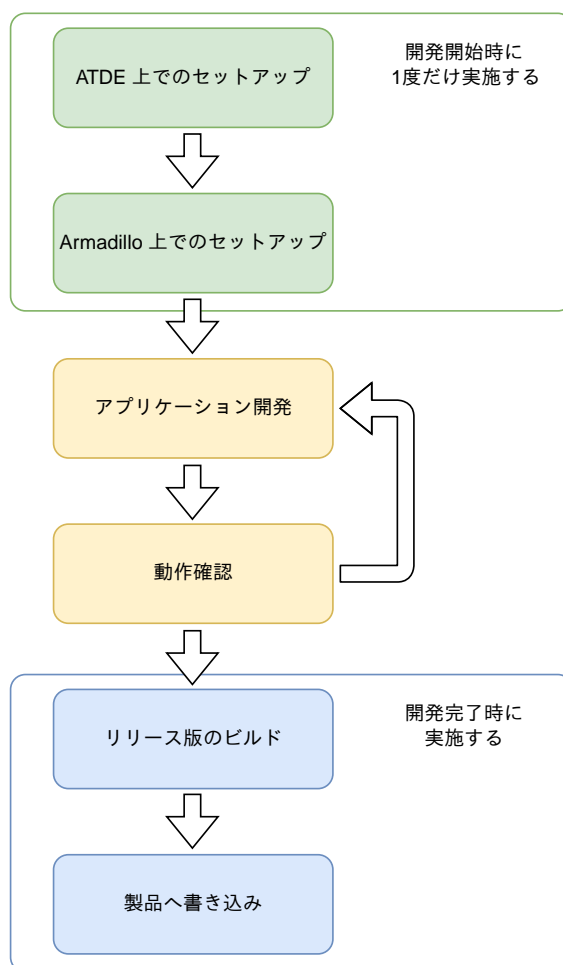 ATDE 上でのセットアップ
開発開始時に
1度だけ実施する
Armadillo 上でのセットアップ
アプリケーション開発
動作確認
リリース版のビルド
開発完了時に
実施する
製品へ書き込み